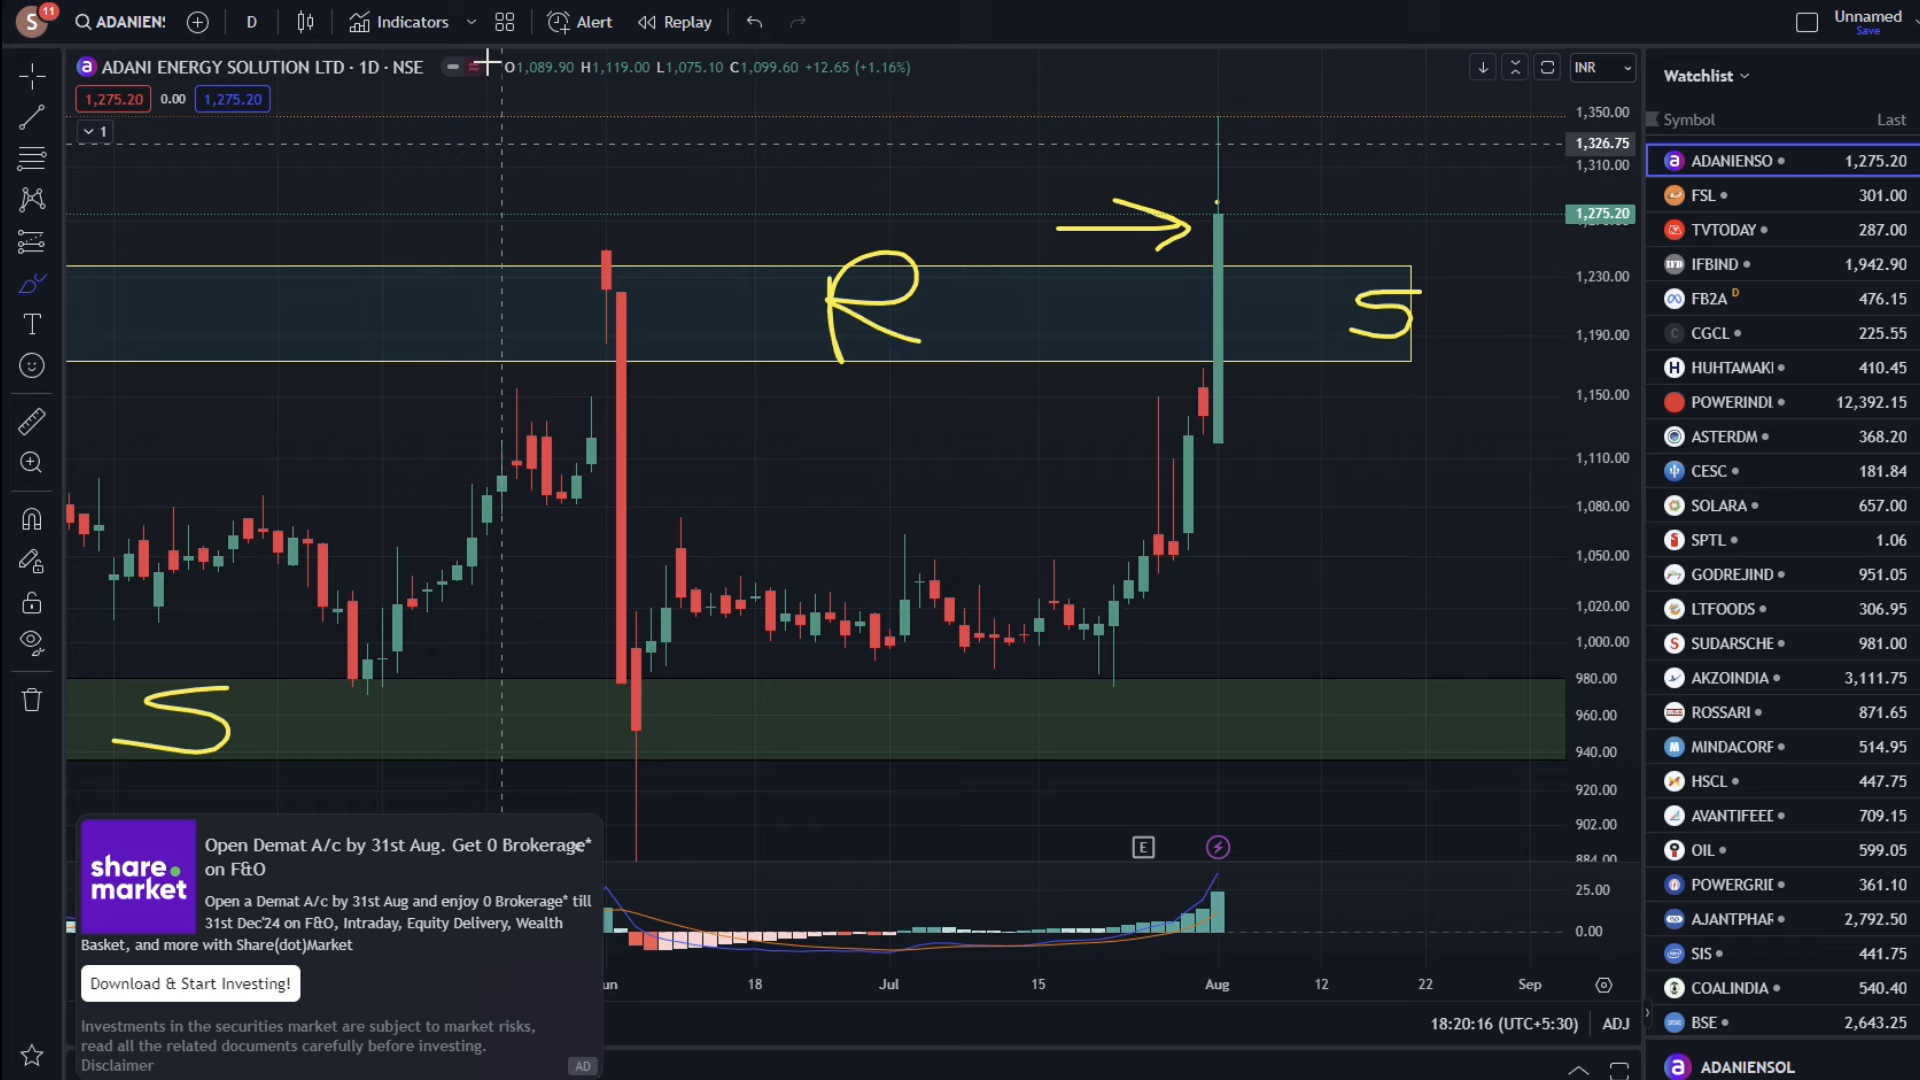 S 11 ADANIEN: D Indicators Alert Replay Unnamed
Save
ADANI ENERGY SOLUTION LTD · 1D · NSE O1,089.90 H1,119.00 L1,075.10 C1,099.60 +12.65 (+1.16%) INR
1,275.20 0.00 1,275.20
1
1,350.00
1,326.75
1,310.00
1,275.20
1,230.00
1,190.00
1,150.00
1,110.00
1,080.00
1,050.00
1,020.00
1,000.00
980.00
960.00
940.00
920.00
902.00
884.00
25.00
0.00
R
S
S
E
18 Jul 15 Aug 12 22 Sep
18:20:16 (UTC+5:30) ADJ
share.
market
Open Demat A/c by 31st Aug. Get 0 Brokerage*
on F&O
Open a Demat A/c by 31st Aug and enjoy 0 Brokerage* till
31st Dec'24 on F&O, Intraday, Equity Delivery, Wealth
Basket, and more with Share(dot)Market
Download & Start Investing!
Investments in the securities market are subject to market risks,
read all the related documents carefully before investing.
Disclaimer
AD
Watchlist
Symbol Last
ADANIENSO 1,275.20
FSL 301.00
TVTODAY 287.00
IFBIND 1,942.90
FB2A D 476.15
CGCL 225.55
HUHTAMAKI 410.45
POWERINDI. 12,392.15
ASTERDM 368.20
CESC 181.84
SOLARA 657.00
SPTL 1.06
GODREJIND 951.05
LTFOODS 306.95
SUDARSCHE 981.00
AKZOINDIA 3,111.75
ROSSARI 871.65
MINDACORF 514.95
HSCL 447.75
AVANTIFEEL 709.15
OIL 599.05
POWERGRIL 361.10
AJANTPHAR 2,792.50
SIS 441.75
COALINDIA 540.40
BSE 2,643.25
ADANIENSOL